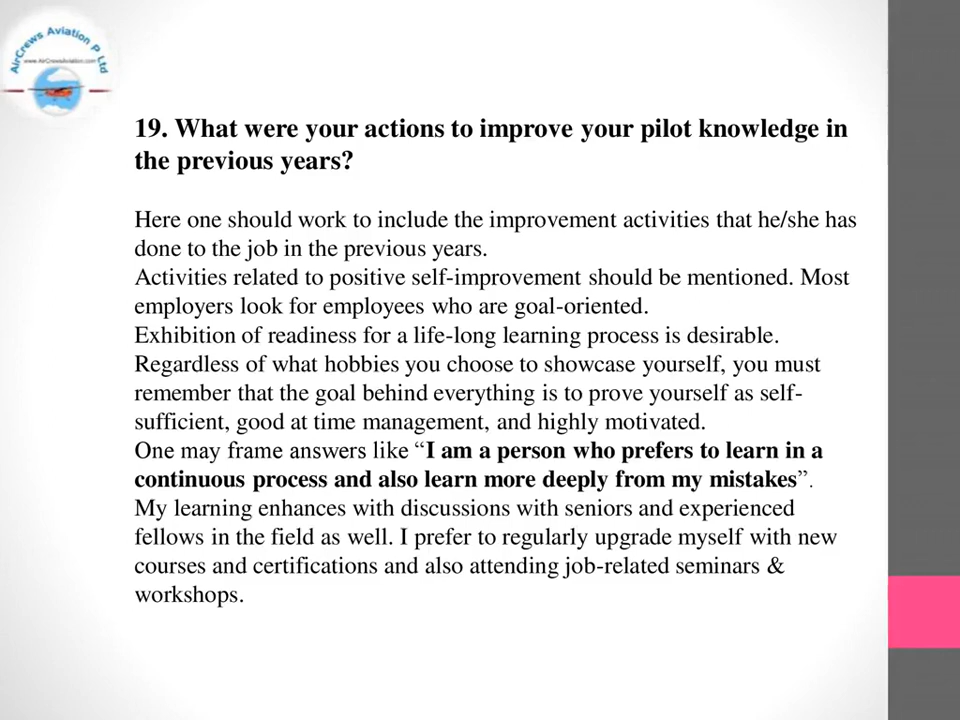 AirCrews Aviation P Ltd
www.AirCrewsAviation.com
19. What were your actions to improve your pilot knowledge in
the previous years?
Here one should work to include the improvement activities that he/she has
done to the job in the previous years.
Activities related to positive self-improvement should be mentioned. Most
employers look for employees who are goal-oriented.
Exhibition of readiness for a life-long learning process is desirable.
Regardless of what hobbies you choose to showcase yourself, you must
remember that the goal behind everything is to prove yourself as self-
sufficient, good at time management, and highly motivated.
One may frame answers like “I am a person who prefers to learn in a
continuous process and also learn more deeply from my mistakes”.
My learning enhances with discussions with seniors and experienced
fellows in the field as well. I prefer to regularly upgrade myself with new
courses and certifications and also attending job-related seminars &
workshops.